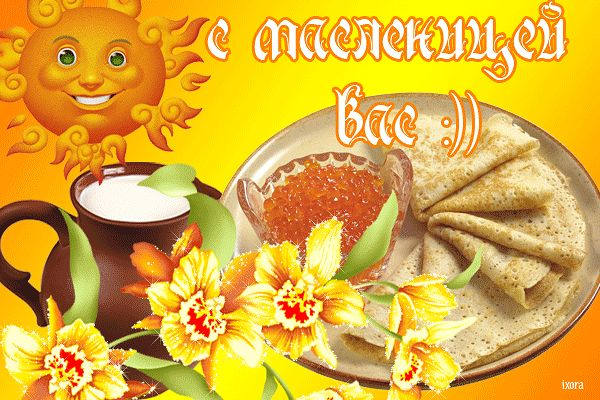 с масленицей
Вас :))
ixora